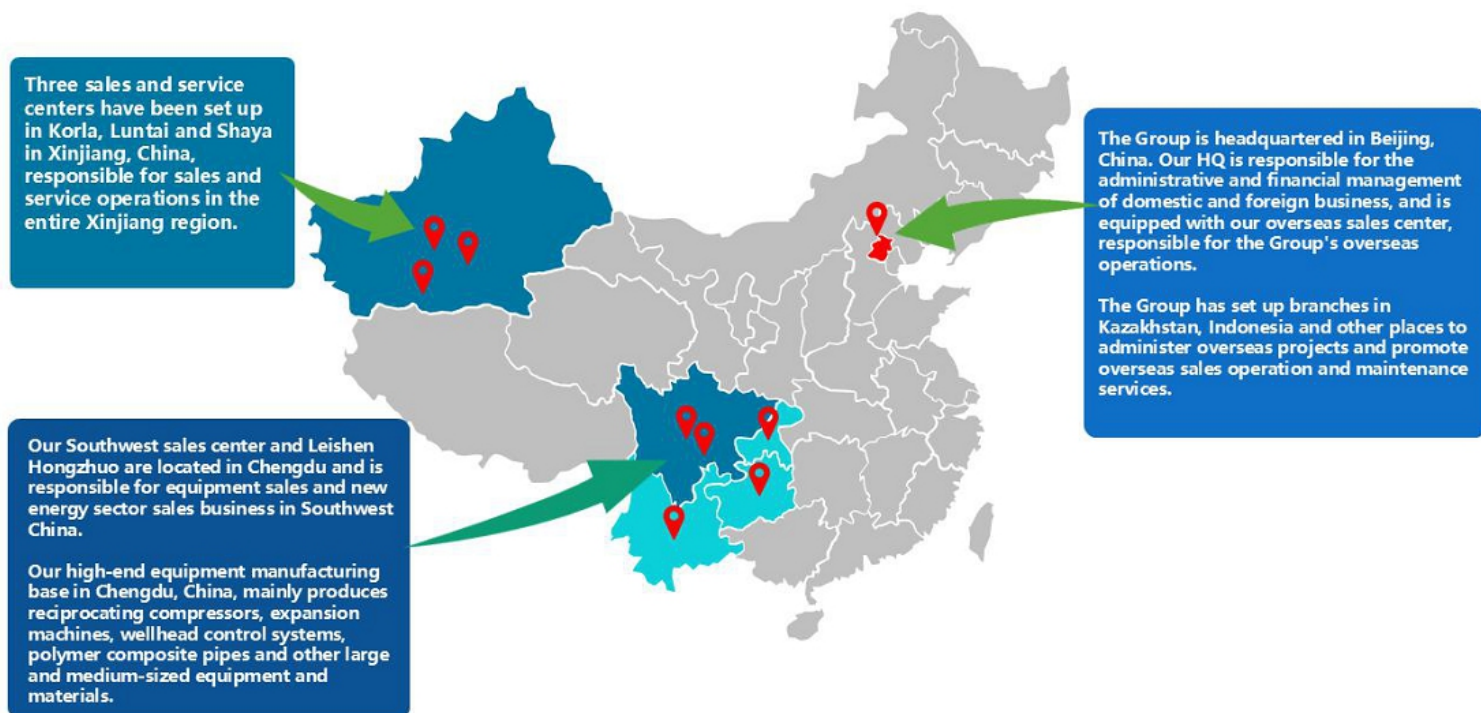 Three sales and service
centers have been set up
in Korla, Luntai and Shaya
in Xinjiang, China,
responsible for sales and
service operations in the
entire Xinjiang region.
The Group is headquartered in Beijing,
China. Our HQ is responsible for the
administrative and financial management
of domestic and foreign business, and is
equipped with our overseas sales center,
responsible for the Group's overseas
operations.
The Group has set up branches in
Kazakhstan, Indonesia and other places to
administer overseas projects and promote
overseas sales operation and maintenance
services.
Our Southwest sales center and Leishen
Hongzhuo are located in Chengdu and is
responsible for equipment sales and new
energy sector sales business in Southwest
China.
Our high-end equipment manufacturing
base in Chengdu, China, mainly produces
reciprocating compressors, expansion
machines, wellhead control systems,
polymer composite pipes and other large
and medium-sized equipment and
materials.